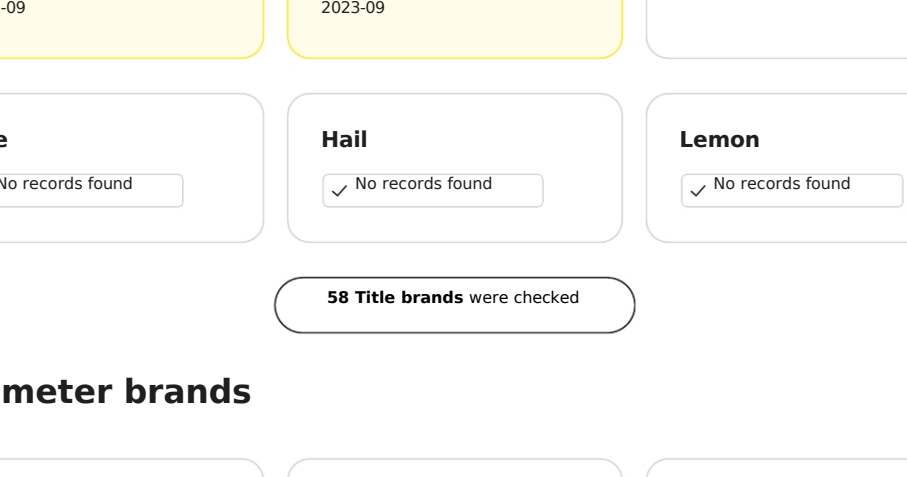 -09
2023-09
e
Hail
Lemon
No records found
No records found
No records found
58 Title brands were checked
meter brands